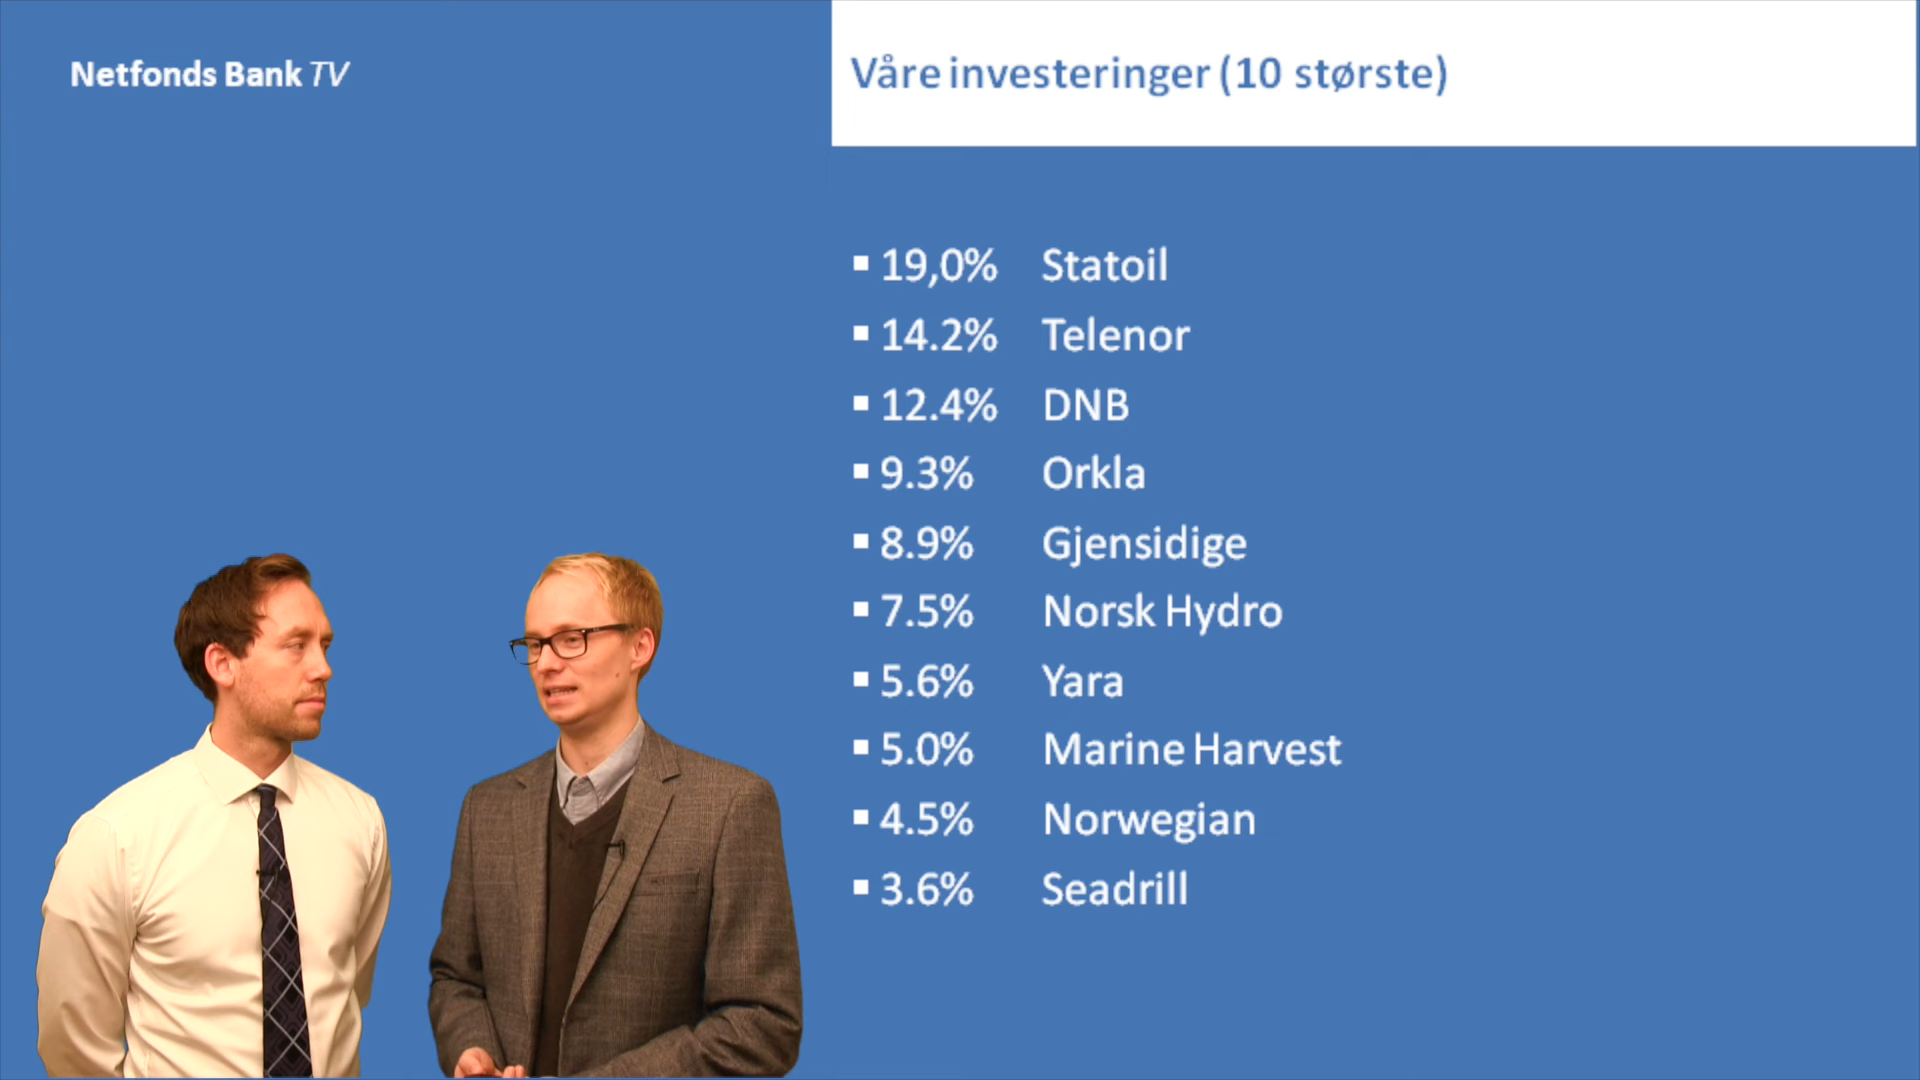 Netfonds Bank TV
Våre investeringer (10 største)
▪ 19,0% Statoil
▪ 14.2% Telenor
▪ 12.4% DNB
▪ 9.3% Orkla
▪ 8.9% Gjensidige
▪ 7.5% Norsk Hydro
▪ 5.6% Yara
▪ 5.0% Marine Harvest
▪ 4.5% Norwegian
▪ 3.6% Seadrill